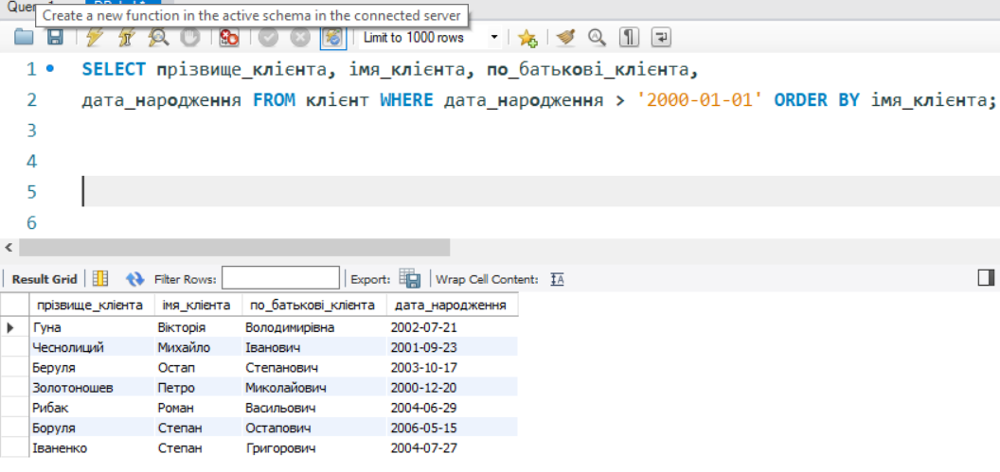 Create a new function in the active schema in the connected server
Limit to 1000 rows
1 SELECT прізвище_клієнта, імя_клієнта, по_батькові_клієнта,
2 дата_народження FROM клієнт WHERE дата_народження > '2000-01-01' ORDER BY імя_клієнта;
3
4
5
6
Result Grid Filter Rows: Export: Wrap Cell Content: IA
прізвище_клієнта імя_клієнта по_батькові_клієнта дата_народження
Гуна Вікторія Володимирівна 2002-07-21
Чеснолиций Михайло Іванович 2001-09-23
Беруля Остап Степанович 2003-10-17
Золотоношев Петро Миколайович 2000-12-20
Рибак Роман Васильович 2004-06-29
Боруля Степан Остапович 2006-05-15
Іваненко Степан Григорович 2004-07-27